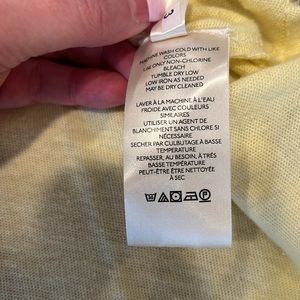 MACHINE WASH COLD WITH LIKE
COLORS
USE ONLY NON-CHLORINE
BLEACH
TUMBLE DRY LOW
LOW IRON AS NEEDED
MAY BE DRY CLEANED
LAVER À LA MACHINE À L'EAU
FROIDE AVEC COULEURS
SIMILAIRES
UTILISER UN AGENT DE
BLANCHIMENT SANS CHLORE SI
NÉCESSAIRE
SECHER PAR CULBUTAGE À BASSE
TEMPERATURE
REPASSER, AU BESOIN, À TRÈS
BASSE TEMPÉRATURE
PEUT-ÊTRE ÊTRE NETTOYÉE
À SEC